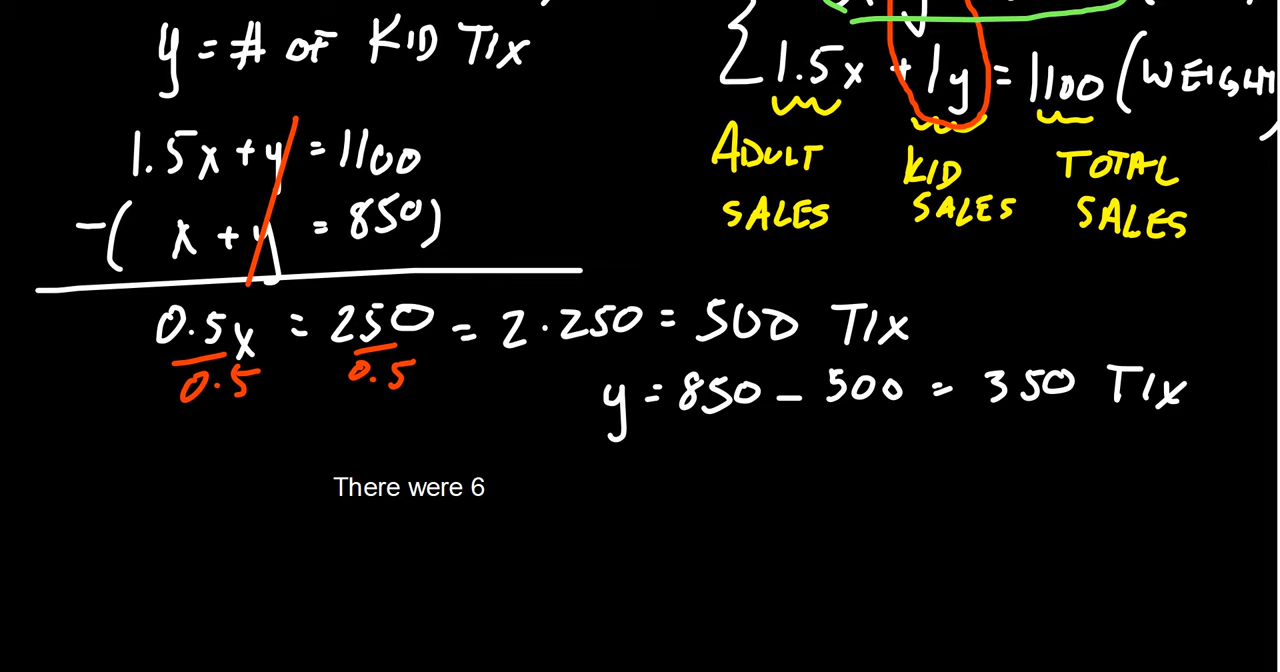 y = # of KID TIX
1.5x + 1y = 1100 (WEIGHT)
ADULT SALES
KID SALES
TOTAL SALES
1.5x + y = 1100
-( x + y = 850)
0.5x = 250 = 2 · 250 = 500 TIX
0.5 0.5
y = 850 - 500 = 350 TIX
There were 6